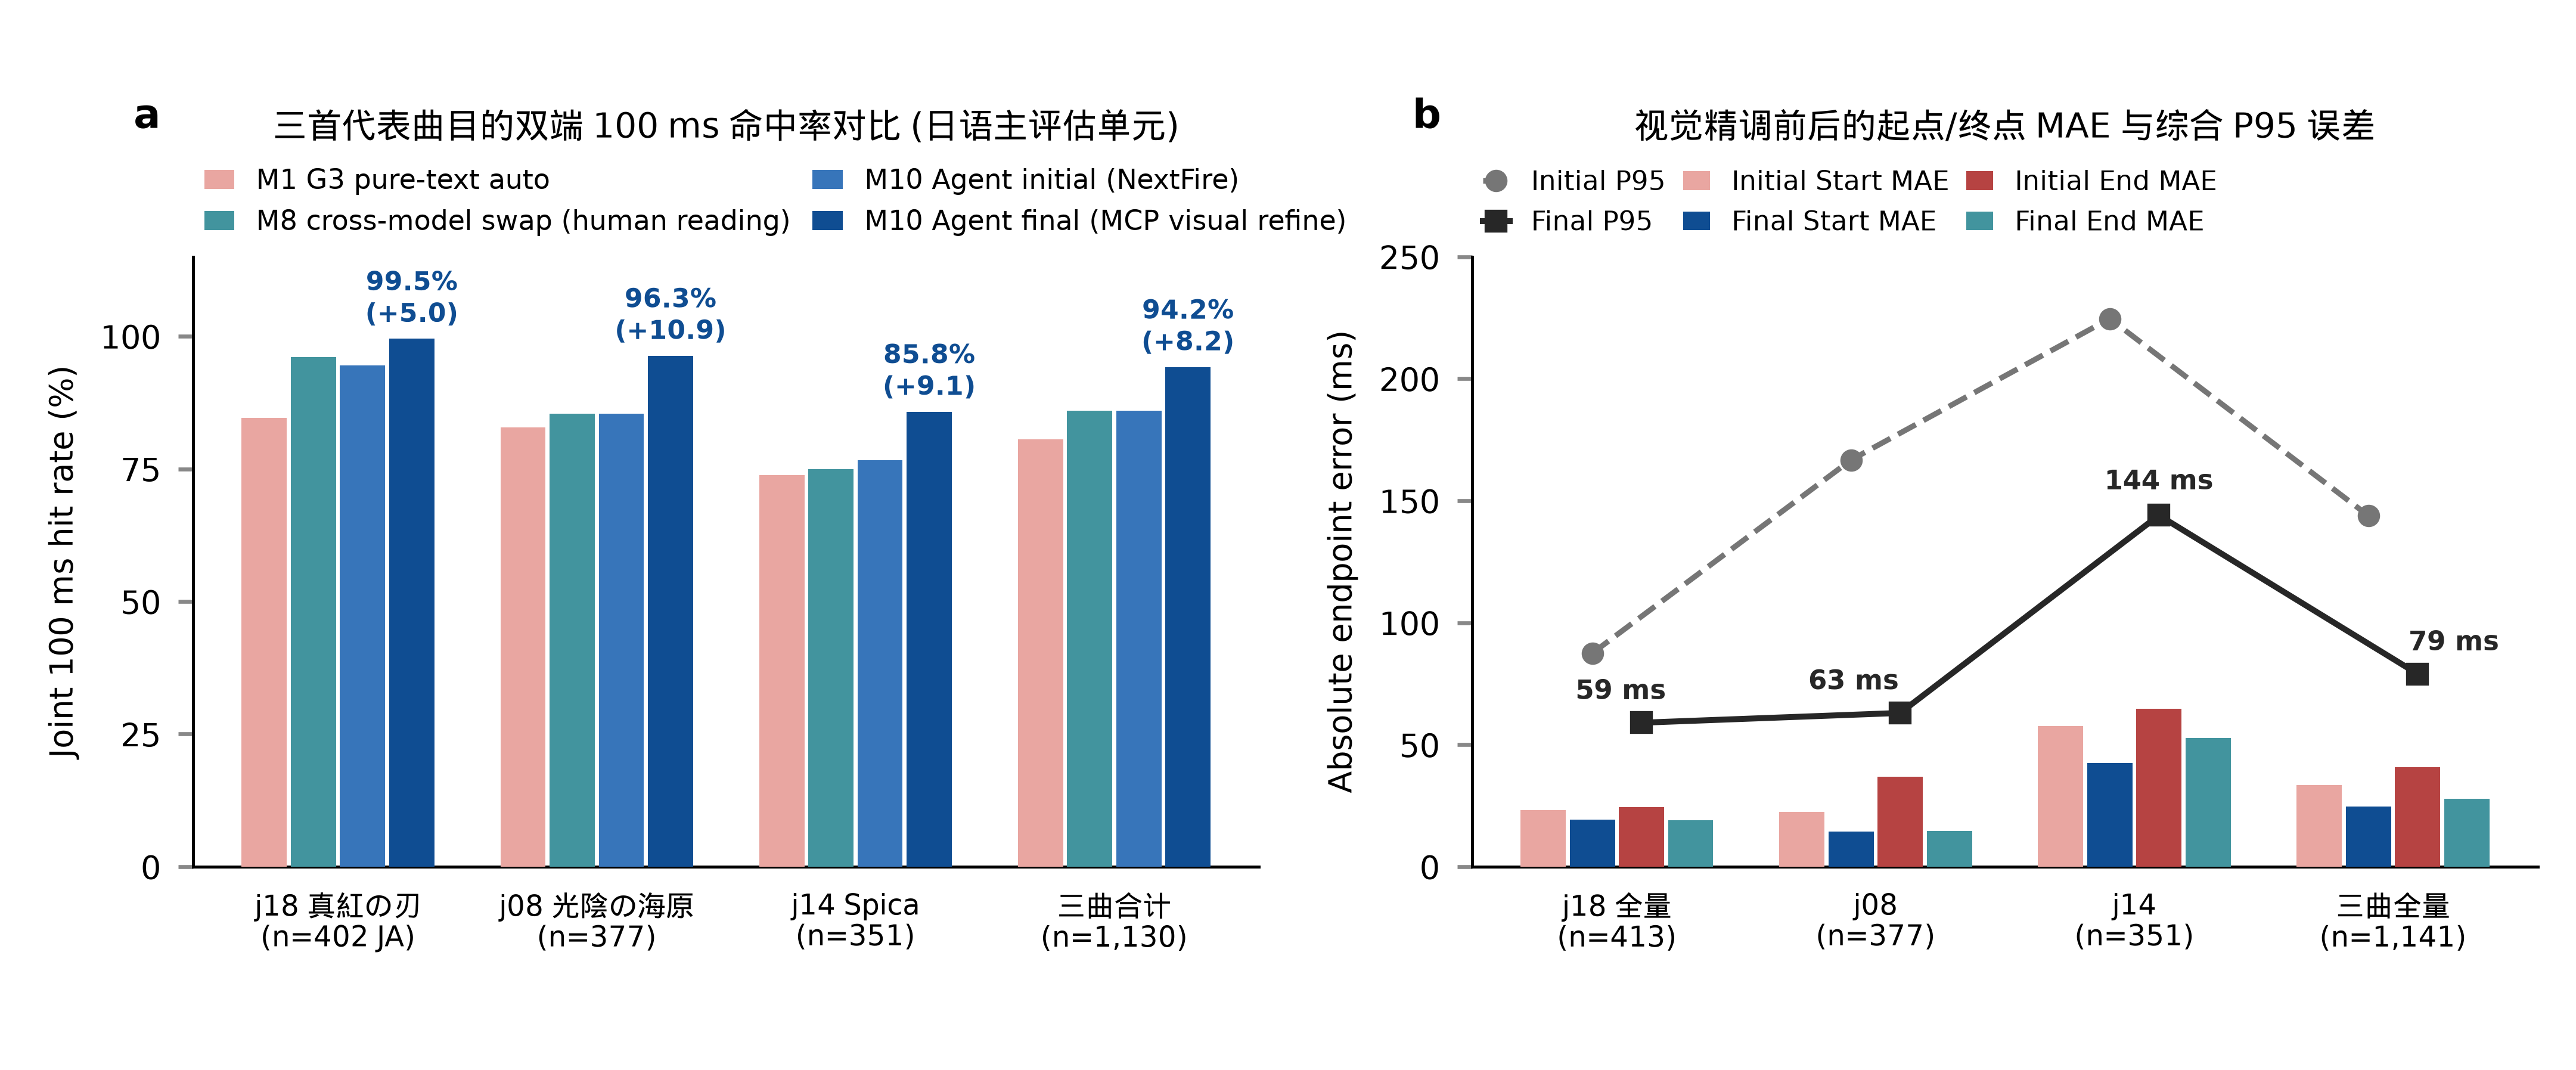 a
三首代表曲目的双端 100 ms 命中率对比 (日语主评估单元)
M1 G3 pure-text auto
M8 cross-model swap (human reading)
M10 Agent initial (NextFire)
M10 Agent final (MCP visual refine)
Joint 100 ms hit rate (%)
100
75
50
25
0
99.5%
(+5.0)
96.3%
(+10.9)
85.8%
(+9.1)
94.2%
(+8.2)
j18 真紅の刃
(n=402 JA)
j08 光陰の海原
(n=377)
j14 Spica
(n=351)
三曲合计
(n=1,130)
b
视觉精调前后的起点/终点 MAE 与综合 P95 误差
Initial P95
Final P95
Initial Start MAE
Final Start MAE
Initial End MAE
Final End MAE
Absolute endpoint error (ms)
250
200
150
100
50
0
59 ms
63 ms
144 ms
79 ms
j18 全量
(n=413)
j08
(n=377)
j14
(n=351)
三曲全量
(n=1,141)